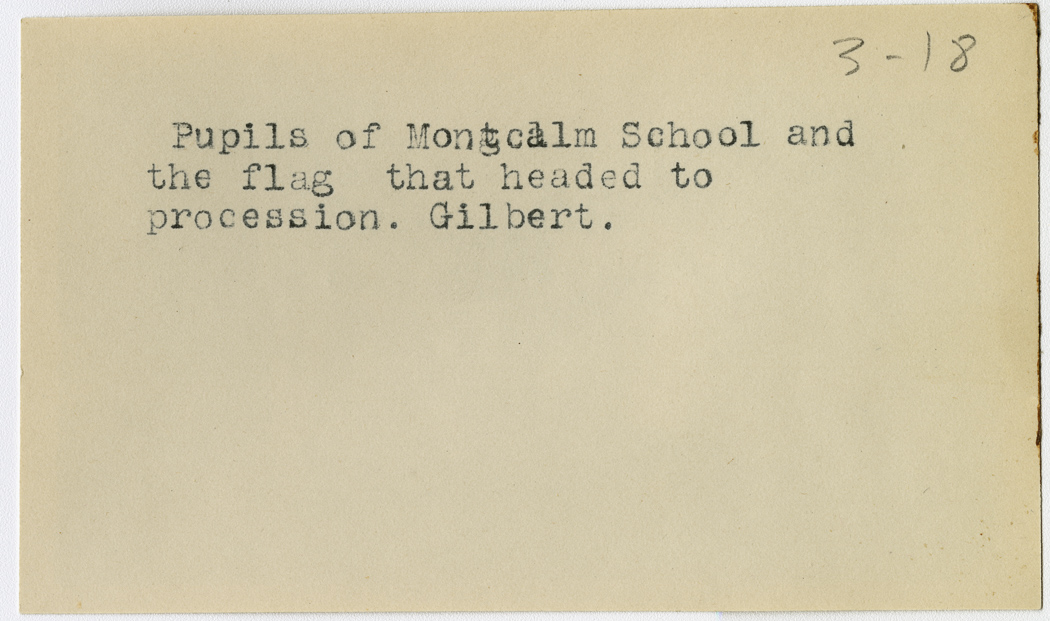 3-18
Pupils of Montcalm School and
the flag that headed to
procession. Gilbert.